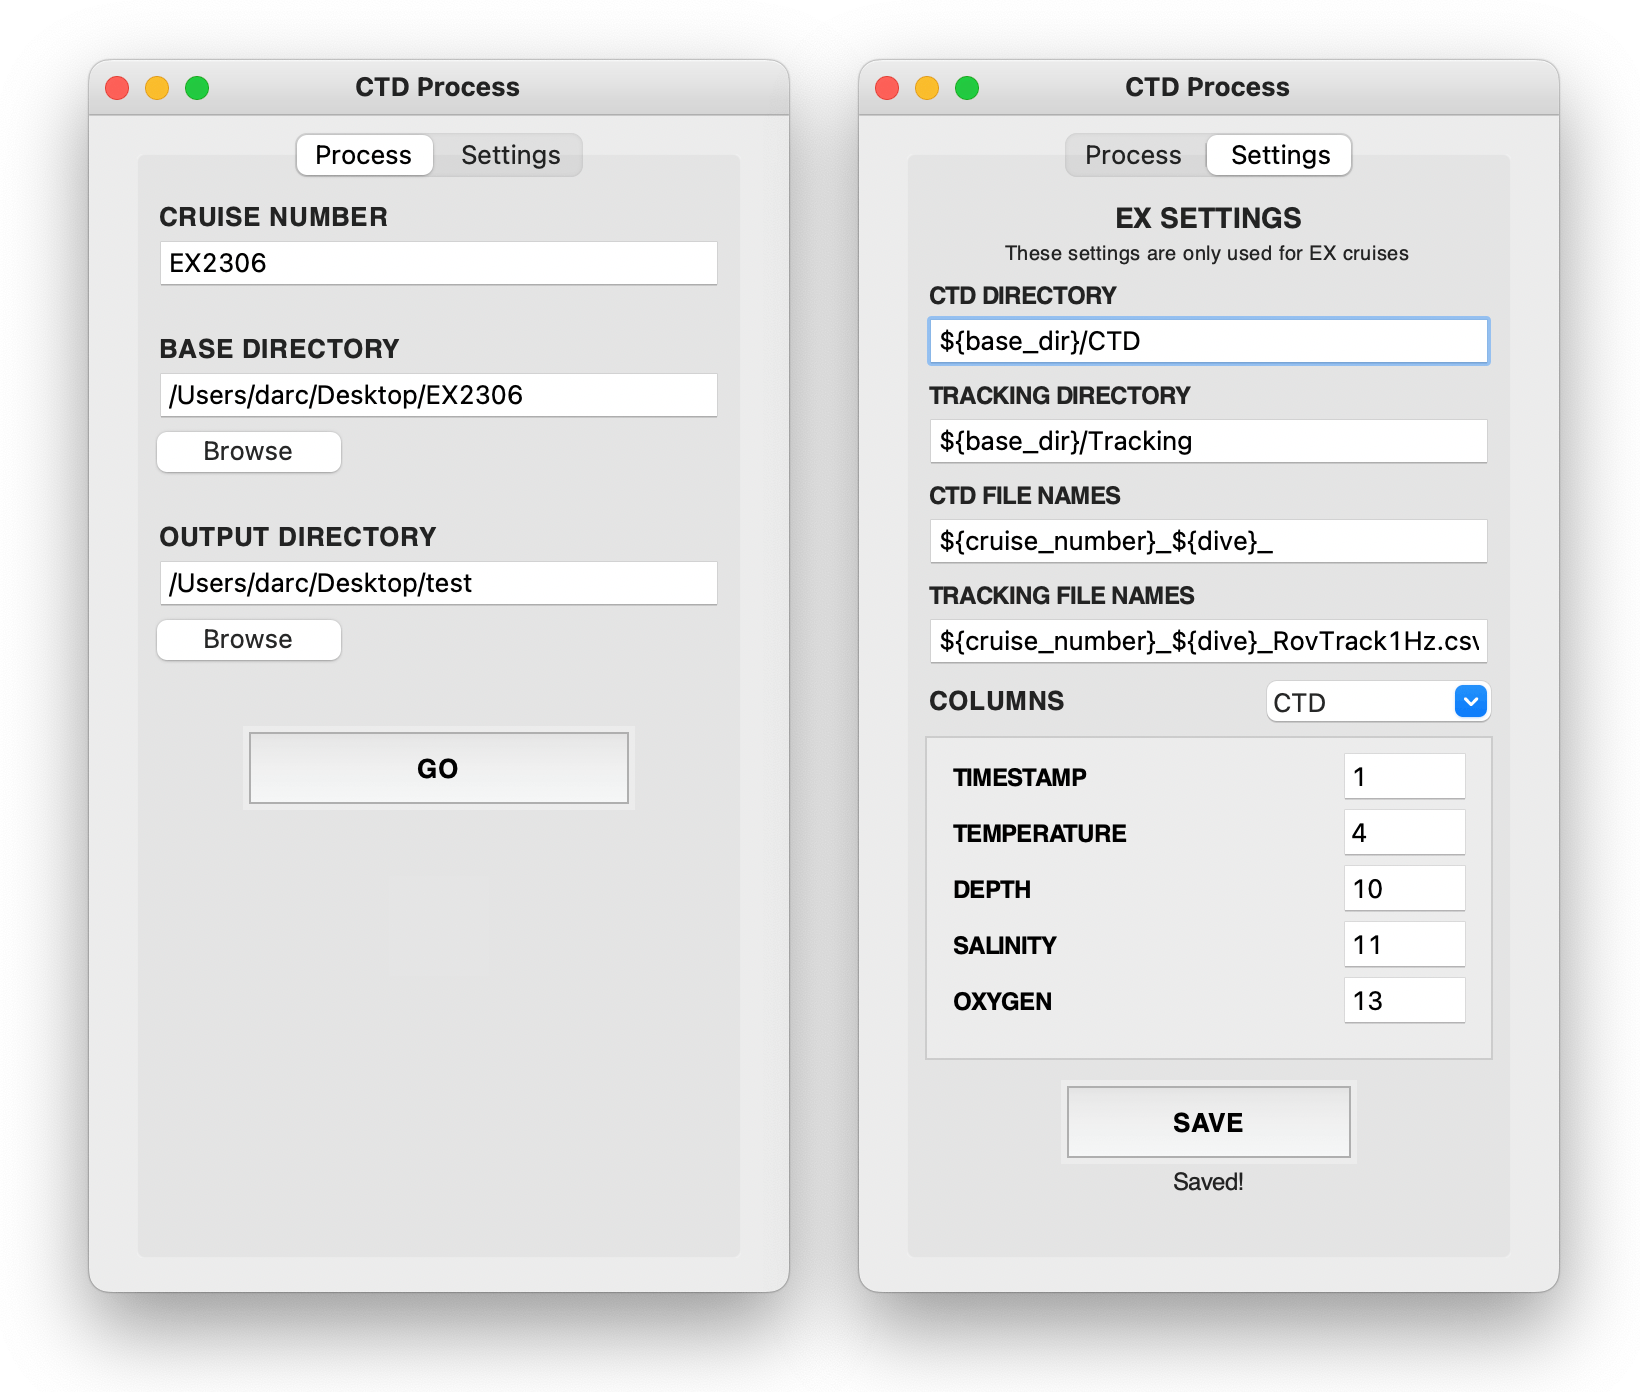 CTD Process
Process Settings
CRUISE NUMBER
EX2306
BASE DIRECTORY
/Users/darc/Desktop/EX2306
Browse
OUTPUT DIRECTORY
/Users/darc/Desktop/test
Browse
GO
CTD Process
Process Settings
EX SETTINGS
These settings are only used for EX cruises
CTD DIRECTORY
${base_dir}/CTD
TRACKING DIRECTORY
${base_dir}/Tracking
CTD FILE NAMES
${cruise_number}_${dive}_
TRACKING FILE NAMES
${cruise_number}_${dive}_RovTrack1Hz.csv
COLUMNS CTD
TIMESTAMP 1
TEMPERATURE 4
DEPTH 10
SALINITY 11
OXYGEN 13
SAVE
Saved!